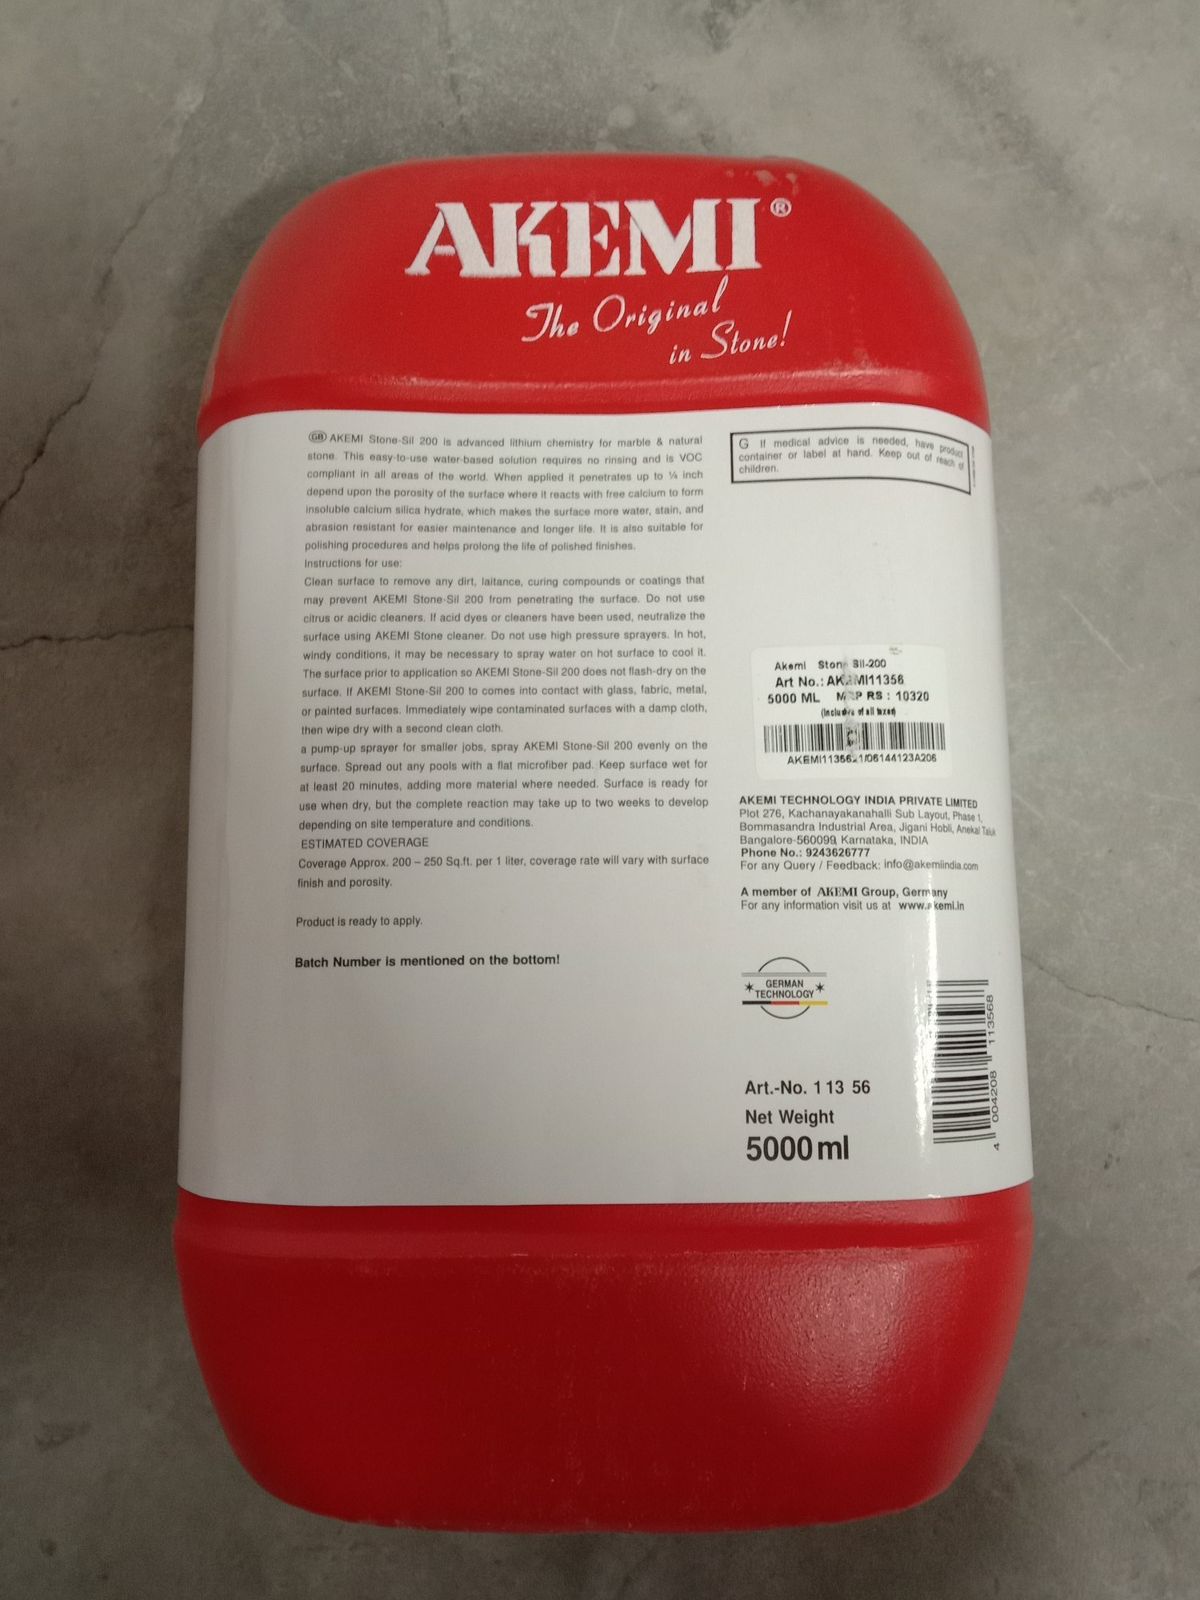 AKEMI®
The Original
in Stone!
GB AKEMI Stone-Sil 200 is advanced lithium chemistry for marble & natural
stone. This easy-to-use water-based solution requires no rinsing and is VOC
compliant in all areas of the world. When applied it penetrates up to ¼ inch
depend upon the porosity of the surface where it reacts with free calcium to form
insoluble calcium silica hydrate, which makes the surface more water, stain, and
abrasion resistant for easier maintenance and longer life. It is also suitable for
polishing procedures and helps prolong the life of polished finishes.
Instructions for use:
Clean surface to remove any dirt, laitance, curing compounds or coatings that
may prevent AKEMI Stone-Sil 200 from penetrating the surface. Do not use
citrus or acidic cleaners. If acid dyes or cleaners have been used, neutralize the
surface using AKEMI Stone cleaner. Do not use high pressure sprayers. In hot,
windy conditions, it may be necessary to spray water on hot surface to cool it.
The surface prior to application so AKEMI Stone-Sil 200 does not flash-dry on the
surface. If AKEMI Stone-Sil 200 to comes into contact with glass, fabric, metal,
or painted surfaces. Immediately wipe contaminated surfaces with a damp cloth,
then wipe dry with a second clean cloth.
a pump-up sprayer for smaller jobs, spray AKEMI Stone-Sil 200 evenly on the
surface. Spread out any pools with a flat microfiber pad. Keep surface wet for
at least 20 minutes, adding more material where needed. Surface is ready for
use when dry, but the complete reaction may take up to two weeks to develop
depending on site temperature and conditions.
ESTIMATED COVERAGE
Coverage Approx. 200 – 250 Sq.ft. per 1 liter, coverage rate will vary with surface
finish and porosity.
Product is ready to apply.
Batch Number is mentioned on the bottom!
G If medical advice is needed, have product
container or label at hand. Keep out of reach of
children.
Akemi Stone Sil-200
Art No.: AKEMI11356
5000 ML MRP RS : 10320
(Inclusive of all taxes)
AKEMI TECHNOLOGY INDIA PRIVATE LIMITED
Plot 276, Kachanayakanahalli Sub Layout, Phase 1,
Bommasandra Industrial Area, Jigani Hobli, Anekal Taluk
Bangalore-560099, Karnataka, INDIA
Phone No.: 9243626777
For any Query / Feedback: info@akemiindia.com
A member of AKEMI Group, Germany
For any information visit us at www.akemi.in
GERMAN
TECHNOLOGY
Art.-No. 1 13 56
Net Weight
5000 ml
4 004208 113568